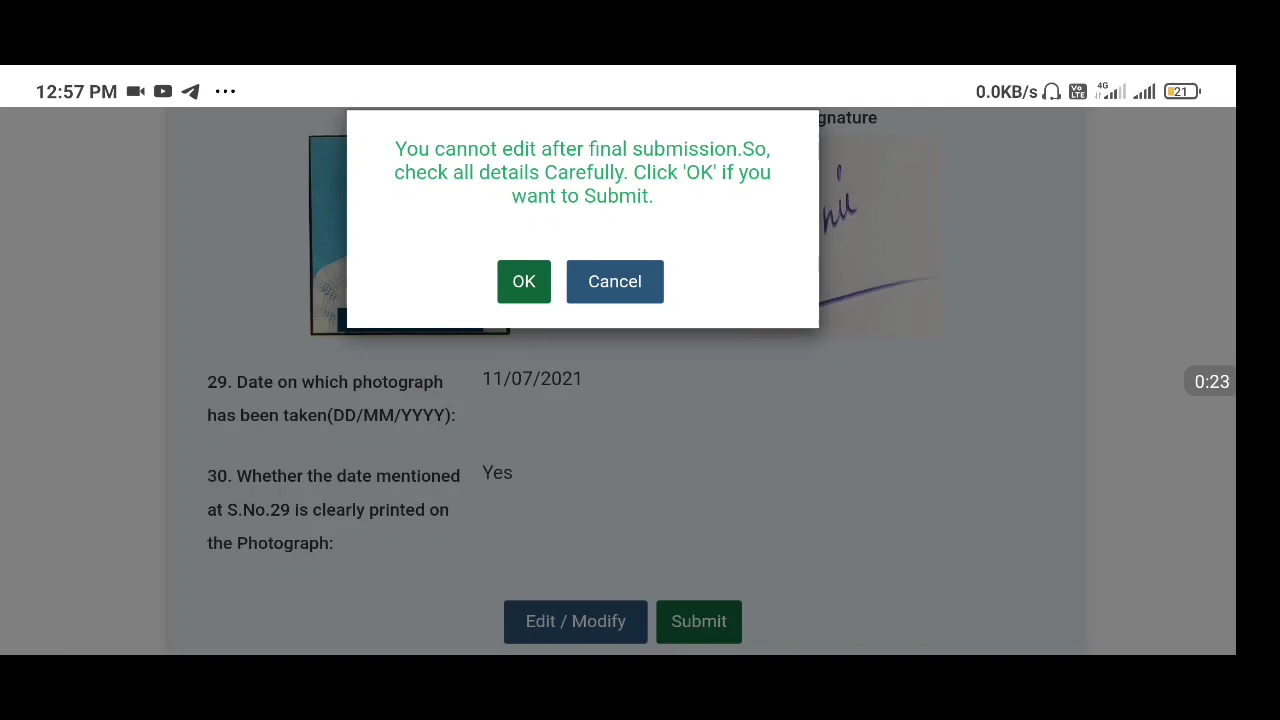 12:57 PM ... 0.0KB/s Vo LTE 4G 21
gnature
You cannot edit after final submission.So,
check all details Carefully. Click 'OK' if you
want to Submit.
OK Cancel
29. Date on which photograph 11/07/2021
has been taken(DD/MM/YYYY):
0:23
30. Whether the date mentioned Yes
at S.No.29 is clearly printed on
the Photograph:
Edit / Modify Submit